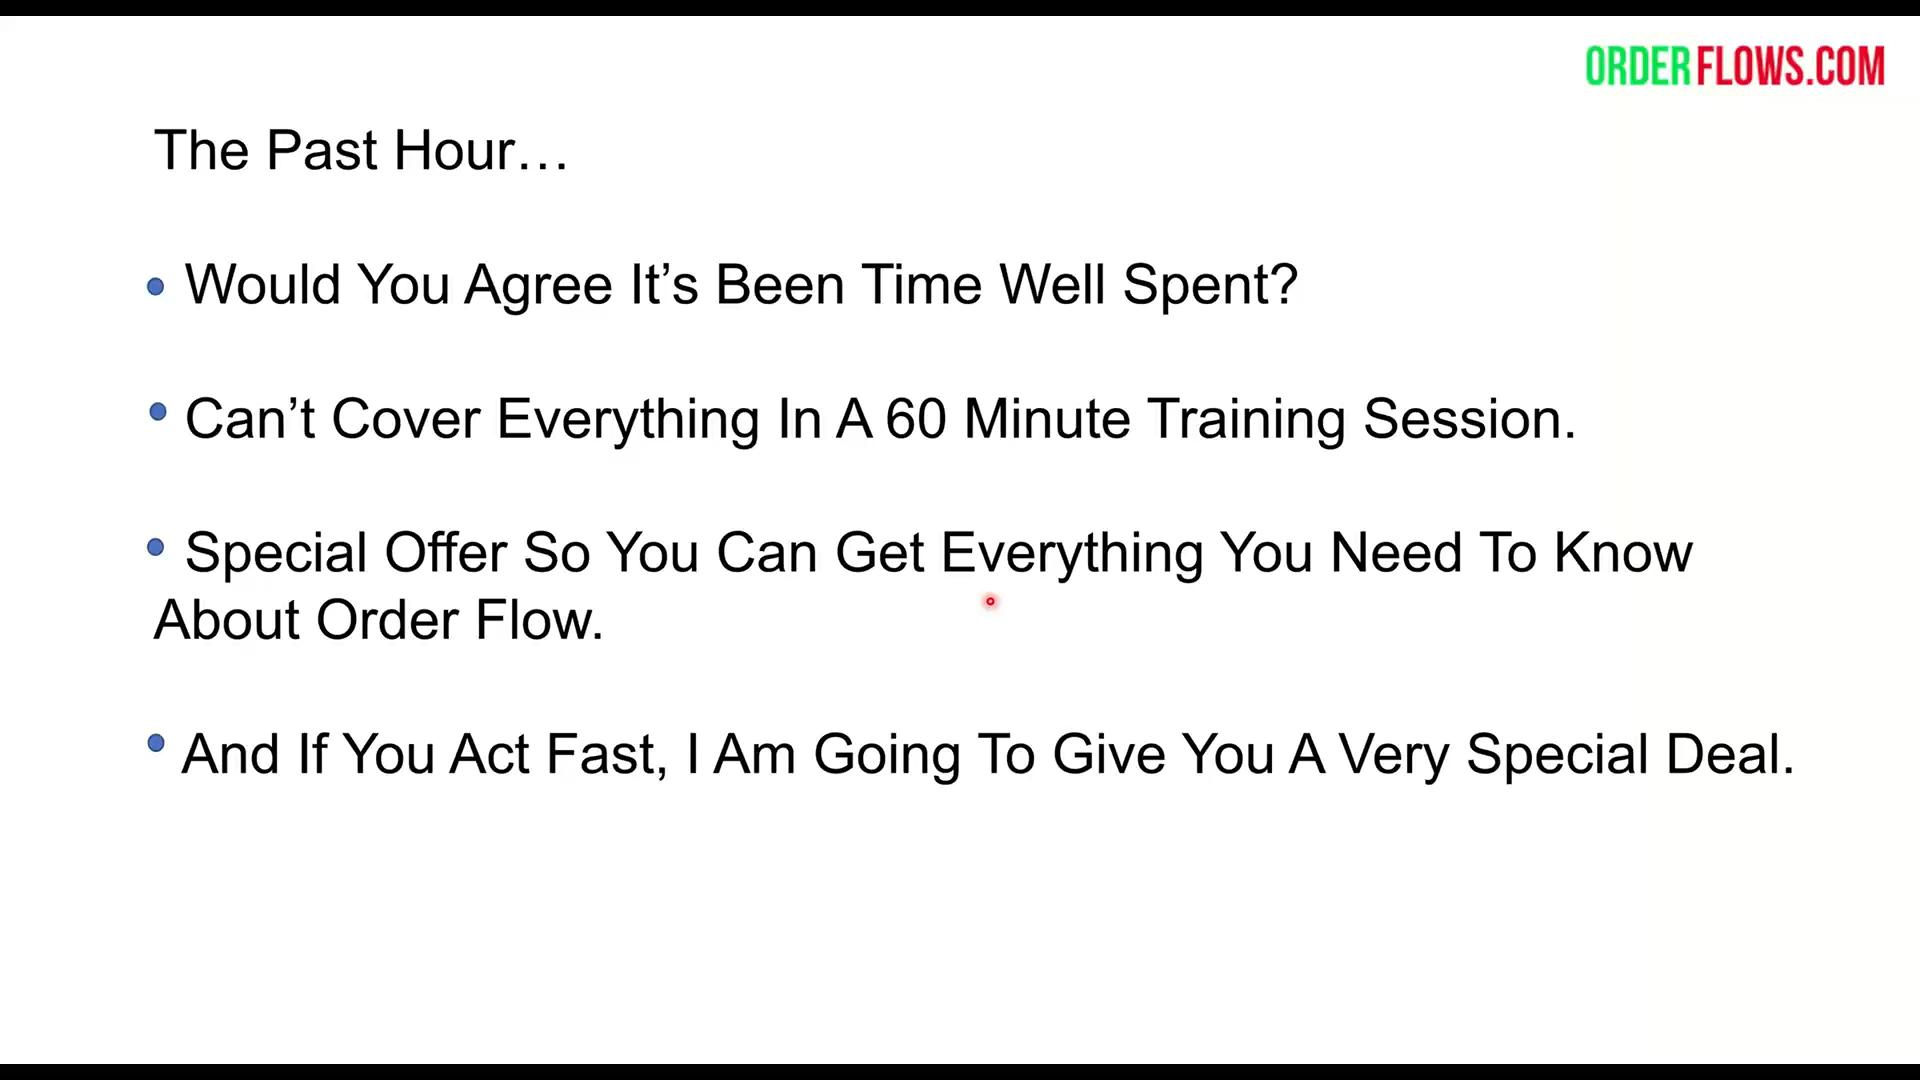 ORDERFLOWS.COM
The Past Hour…
• Would You Agree It’s Been Time Well Spent?
• Can’t Cover Everything In A 60 Minute Training Session.
• Special Offer So You Can Get Everything You Need To Know
About Order Flow.
• And If You Act Fast, I Am Going To Give You A Very Special Deal.